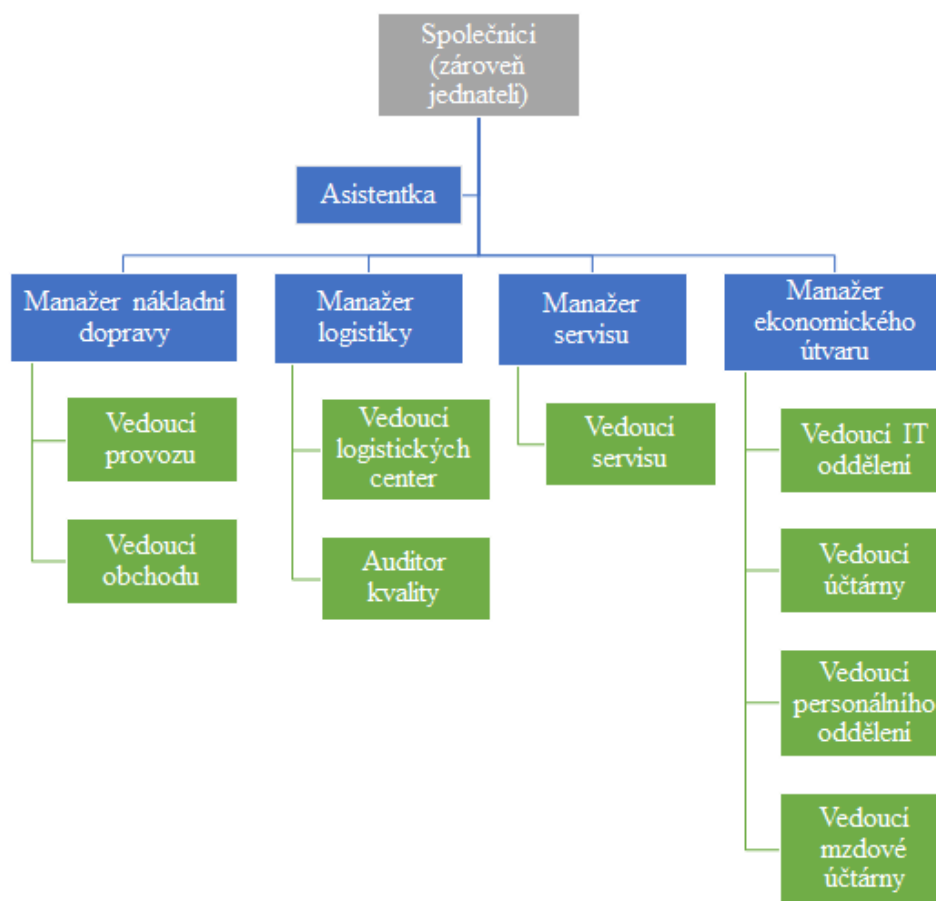 Společníci
(zároveň
jednateli)
Asistentka
Manažer nákladní
dopravy
Manažer
logistiky
Manažer
servisu
Manažer
ekonomického
útvaru
Vedoucí
provozu
Vedoucí
obchodu
Vedoucí
logistických
center
Auditor
kvality
Vedoucí
servisu
Vedoucí IT
oddělení
Vedoucí
účtárny
Vedoucí
personálního
oddělení
Vedoucí
mzdové
účtárny